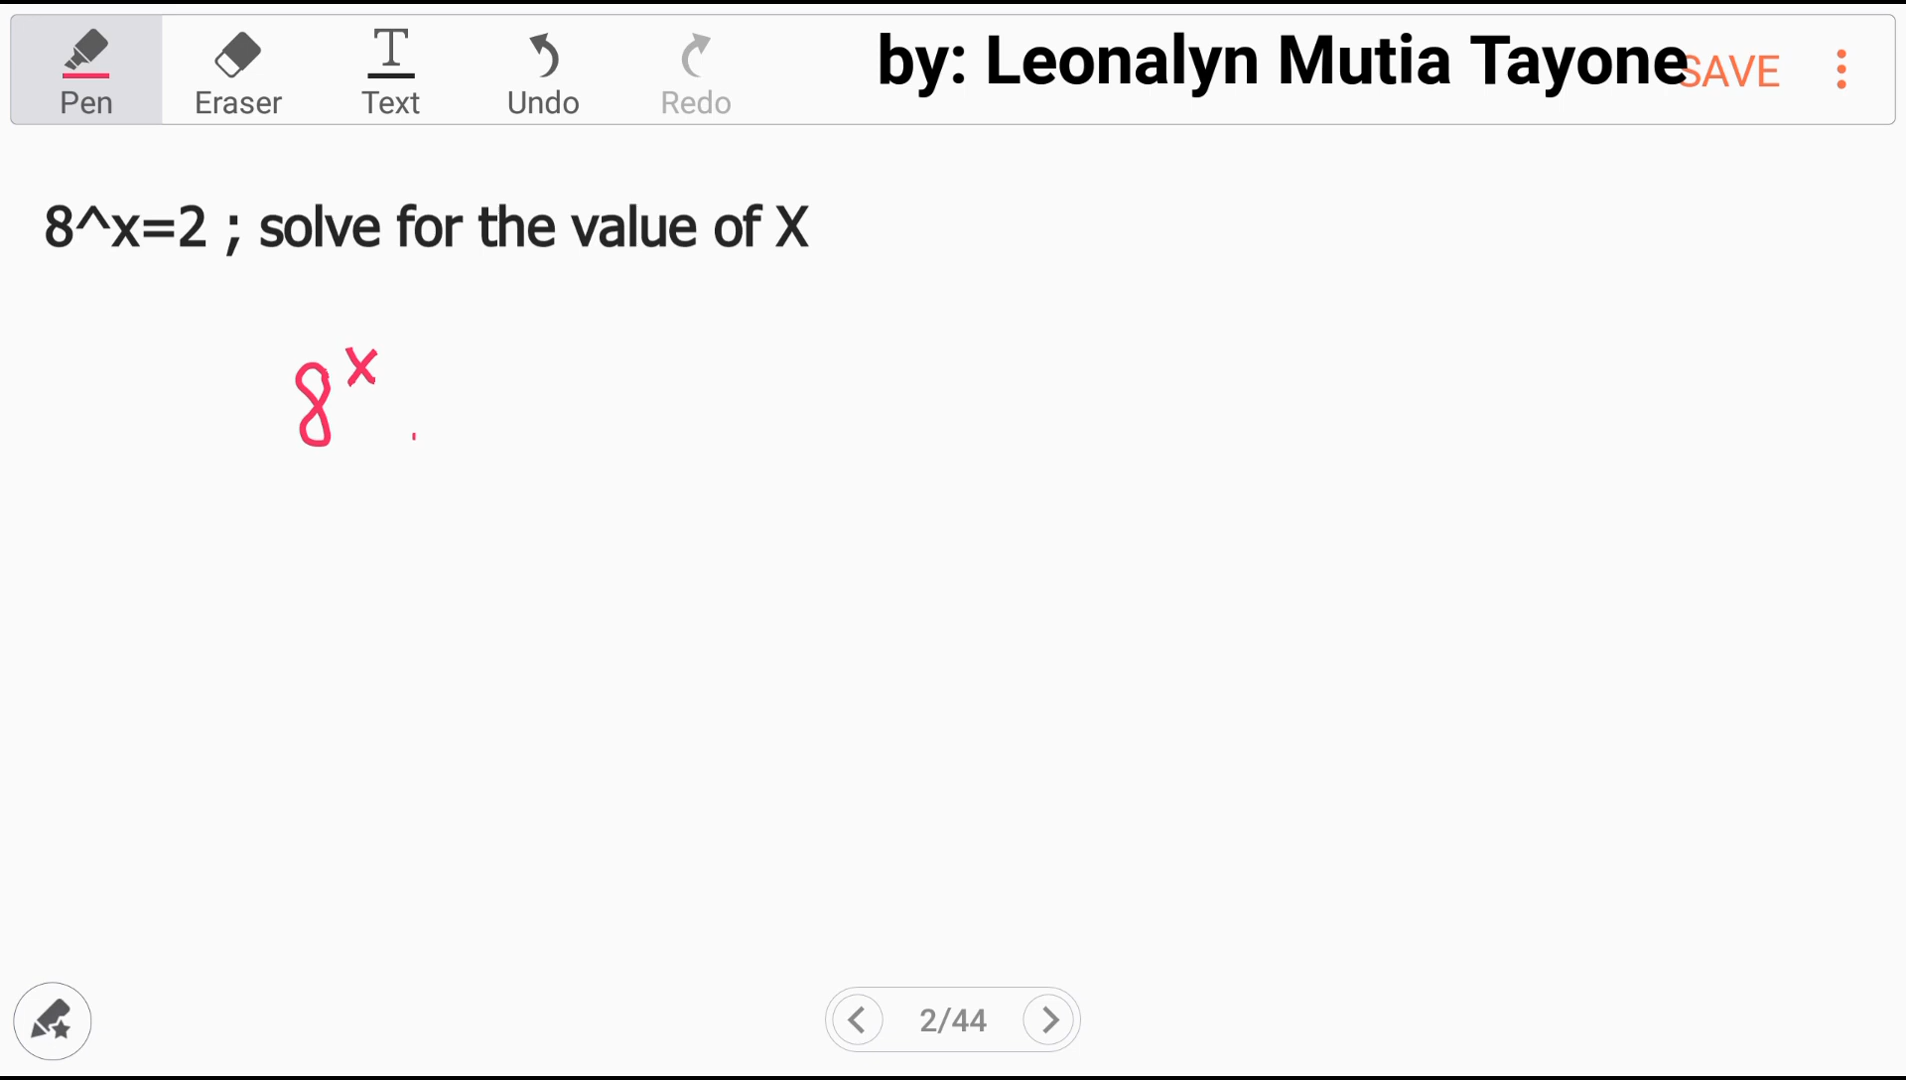 Pen Eraser Text Undo Redo by: Leonalyn Mutia Tayone SAVE
8^x=2 ; solve for the value of X
8^x
2/44